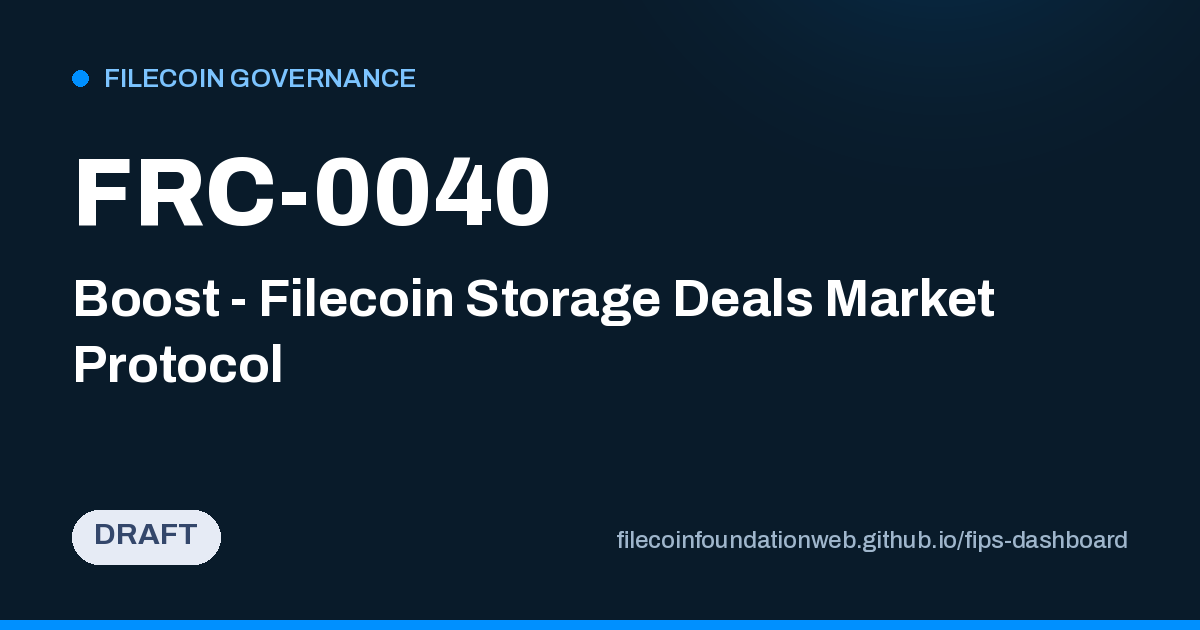 FILECOIN GOVERNANCE
FRC-0040
Boost - Filecoin Storage Deals Market
Protocol
DRAFT
filecoinfoundationweb.github.io/fips-dashboard